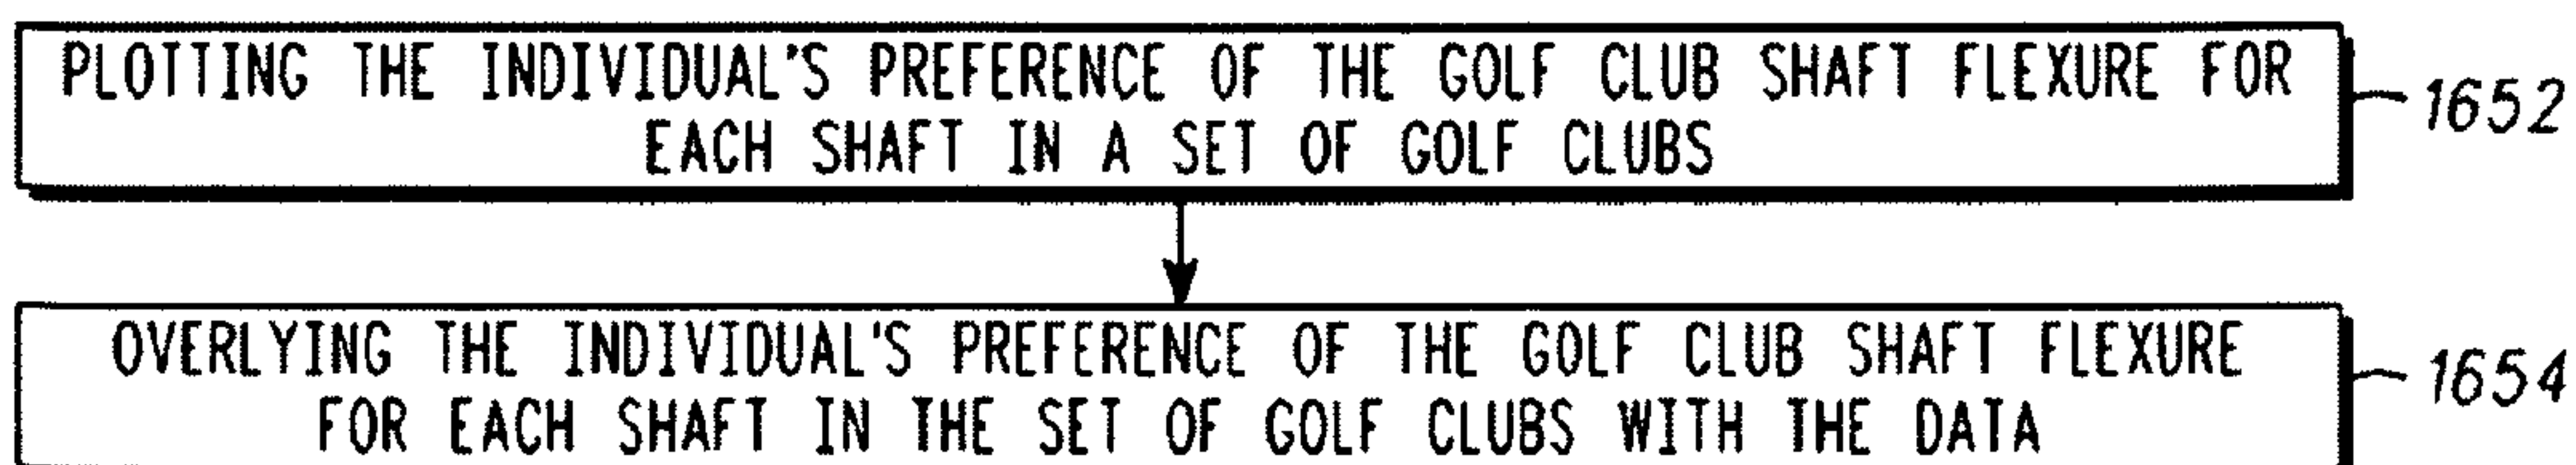 PLOTTING THE INDIVIDUAL'S PREFERENCE OF THE GOLF CLUB SHAFT FLEXURE FOR
EACH SHAFT IN A SET OF GOLF CLUBS
1652
OVERLYING THE INDIVIDUAL'S PREFERENCE OF THE GOLF CLUB SHAFT FLEXURE
FOR EACH SHAFT IN THE SET OF GOLF CLUBS WITH THE DATA
1654